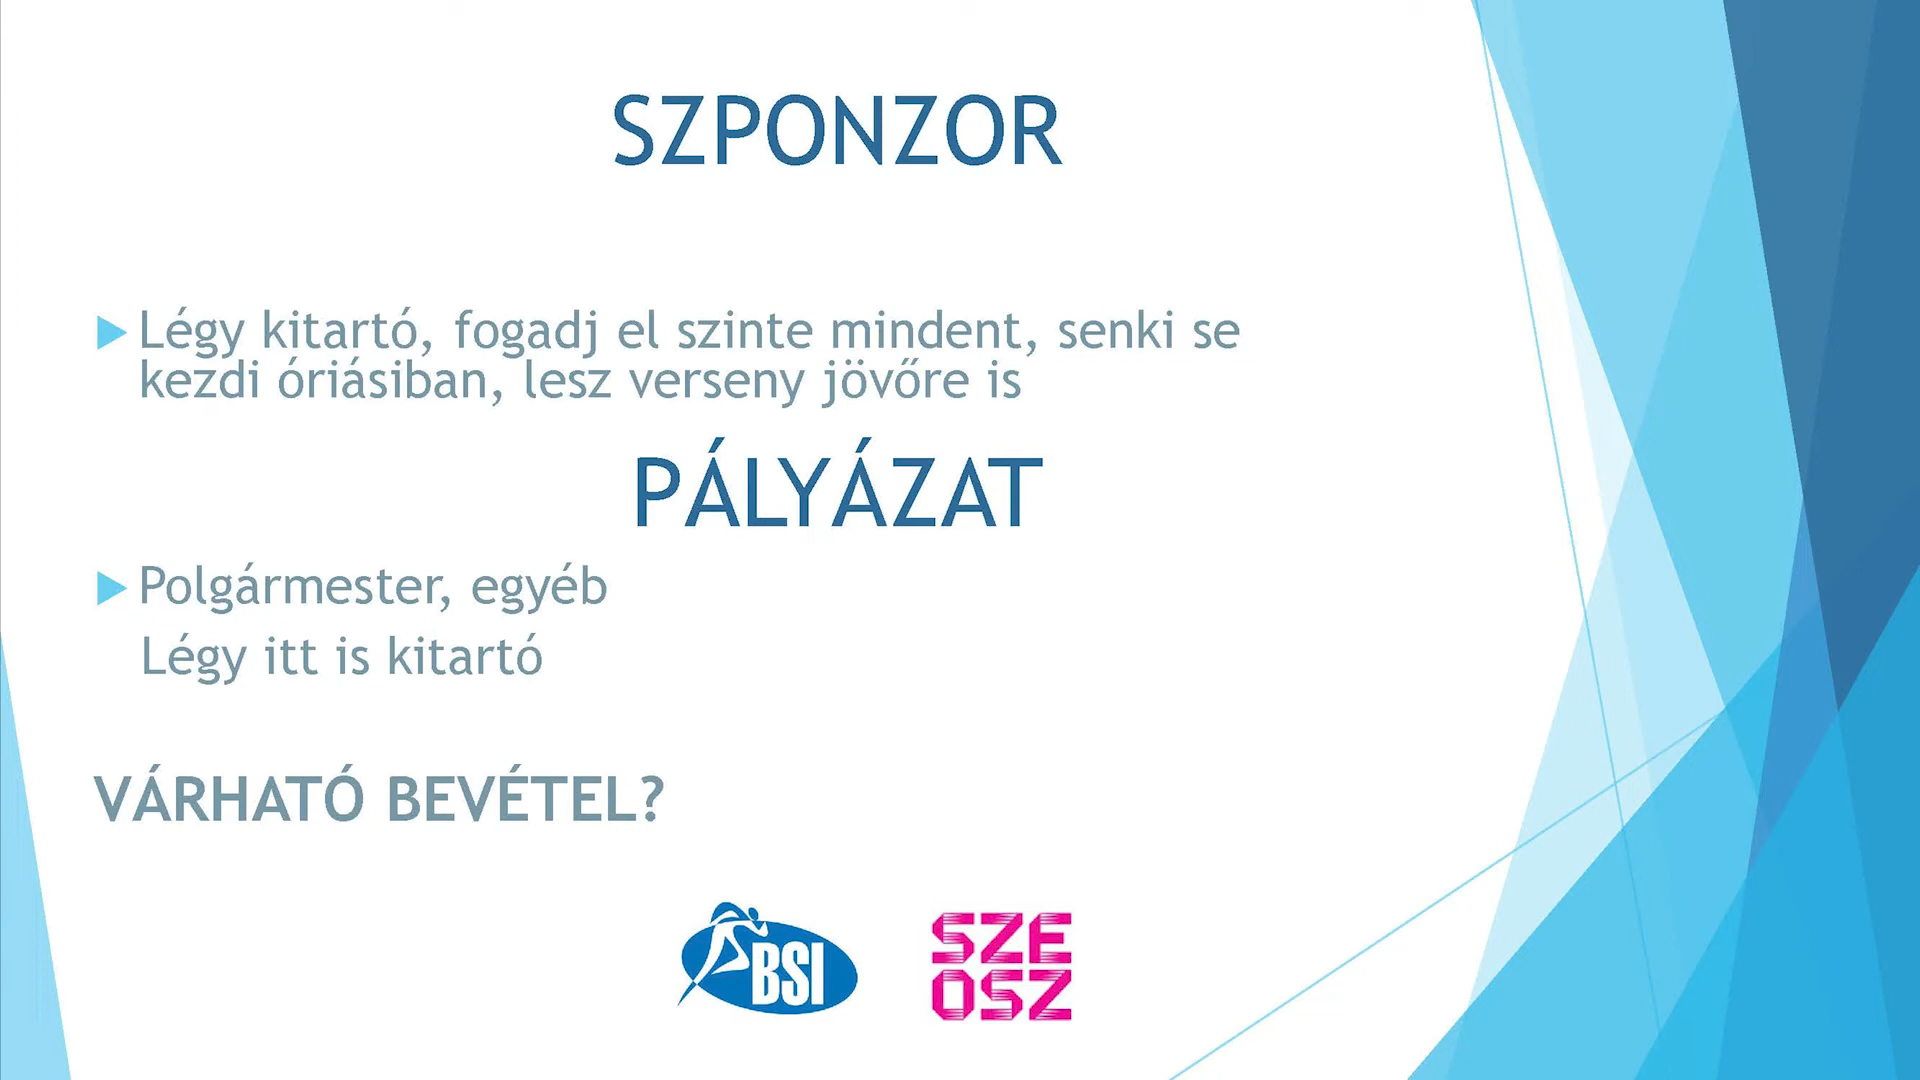 SZPONZOR
Légy kitartó, fogadj el szinte mindent, senki se
kezdi óriásiban, lesz verseny jövőre is
PÁLYÁZAT
Polgármester, egyéb
Légy itt is kitartó
VÁRHATÓ BEVÉTEL?
BSI
SZE
OSZ